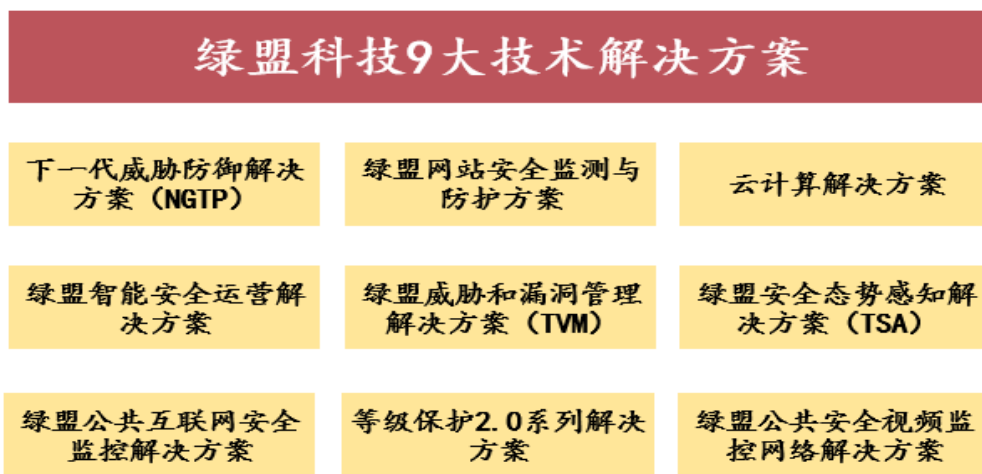 绿盟科技9大技术解决方案
下一代威胁防御解决
方案（NGTP）
绿盟网站安全监测与
防护方案
云计算解决方案
绿盟智能安全运营解
决方案
绿盟威胁和漏洞管理
解决方案（TVM）
绿盟安全态势感知解
决方案（TSA）
绿盟公共互联网安全
监控解决方案
等级保护2.0系列解决
方案
绿盟公共安全视频监
控网络解决方案